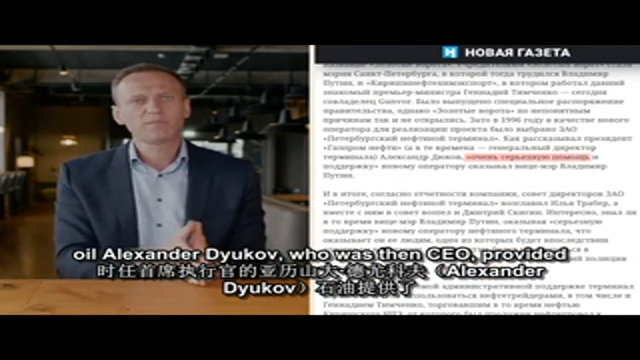 НОВАЯ ГАЗЕТА
мэрии Санкт-Петербурга, в которой тогда трудился Владимир
Путин, и «Киришинефтехимэкспорт», в котором работал давний
знакомый премьер-министра Геннадий Тимченко — сегодня
совладелец Gunvor. Было выпущено специальное распоряжение
правительства, однако «Золотые ворота» по непонятным
причинам так и не открылись. Зато в 1996 году в качестве нового
оператора для реализации проекта было выбрано ЗАО
«Петербургский нефтяной терминал». Как рассказывал президент
«Газпром нефти» (а в те времена — генеральный директор
терминала) Александр Дюков, «очень серьезную помощь и
поддержку» новому оператору оказывал вице-мэр Владимир
Путин.
И в итоге, согласно отчетности компании, совет директоров ЗАО
«Петербургский нефтяной терминал» возглавил Илья Трабер, а
вместе с ним в совет вошел и Дмитрий Скигин. Интересно, знал ли
в то время вице-мэр Владимир Путин, оказывая «серьезную
поддержку» новому оператору нефтяного терминала, что
оказывает он ее людям, один из которых будет впоследствии
oil Alexander Dyukov, who was then CEO, provided
时任首席执行官的亚历山大·德尤科夫（Alexander
Dyukov）石油提供了